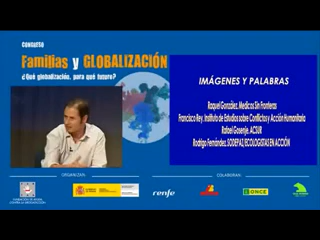 CONGRESO
Familias y GLOBALIZACIÓN
¿Qué globalización, para qué futuro?
IMÁGENES Y PALABRAS
Raquel González, Medicos Sin Fronteras
Francisco Rey. Instituto de Estudios sobre Conflictos y Acción Humanitaria
Rafael Gosenje, ACSUR
Rodrigo Fernández, SODEPAZ/ECOLOGISTAS EN ACCIÓN
ORGANIZAN:
COLABORAN:
renfe
ONCE